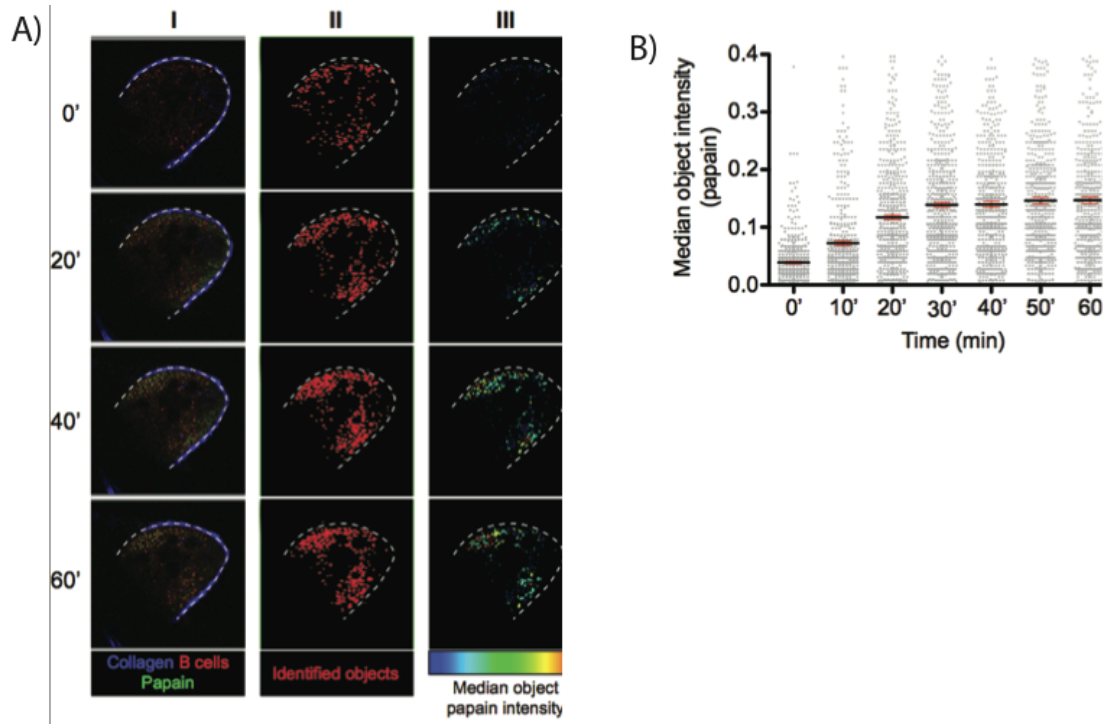 A)
I II III
0'
20'
40'
60'
Collagen B cells
Papain
Identified objects
Median object
papain intensity
B)
Median object intensity
(papain)
0.4
0.3
0.2
0.1
0.0
0' 10' 20' 30' 40' 50' 60
Time (min)